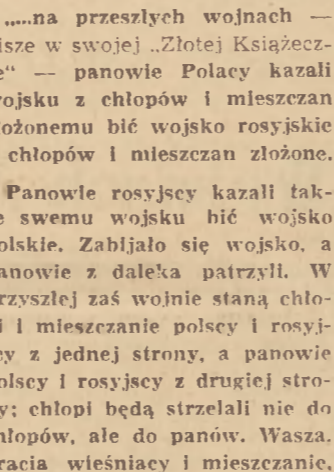 „....na przeszłych wojnach —
isze w swojej „Złotej Książecz-
e“ — panowie Polacy kazali
ojsku z chłopów i mieszczan
łożonemu bić wojsko rosyjskie
chłopów i mieszczan złożone.
Panowie rosyjscy kazali tak-
e swemu wojsku bić wojsko
olskie. Zabijało się wojsko, a
anowie z daleka patrzyli. W
rzyszłej zaś wojnie staną chło-
i i mieszczanie polscy i rosyj-
cy z jednej strony, a panowie
olscy i rosyjscy z drugiej stro-
y; chłopi będą strzelali nie do
hłopów, ale do panów. Wasza,
racia wieśniacy i mieszczanie,